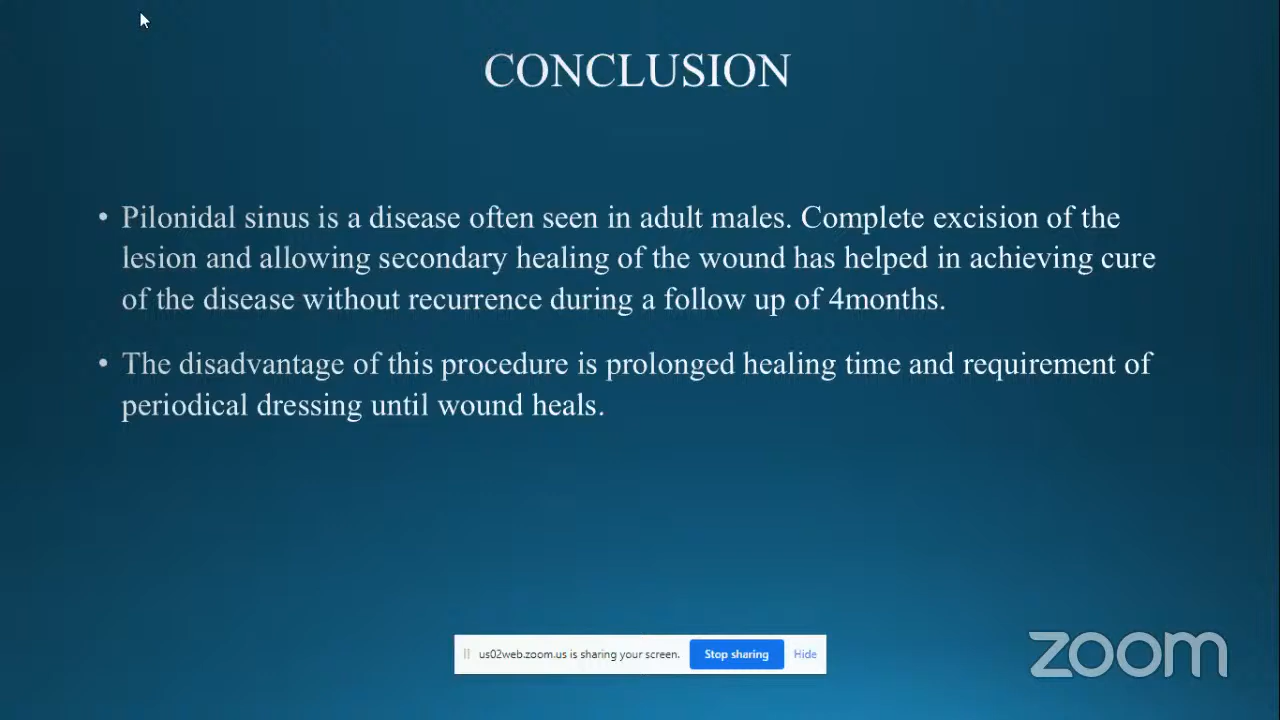 CONCLUSION
• Pilonidal sinus is a disease often seen in adult males. Complete excision of the
lesion and allowing secondary healing of the wound has helped in achieving cure
of the disease without recurrence during a follow up of 4months.
• The disadvantage of this procedure is prolonged healing time and requirement of
periodical dressing until wound heals.
us02web.zoom.us is sharing your screen. Stop sharing Hide
zoom